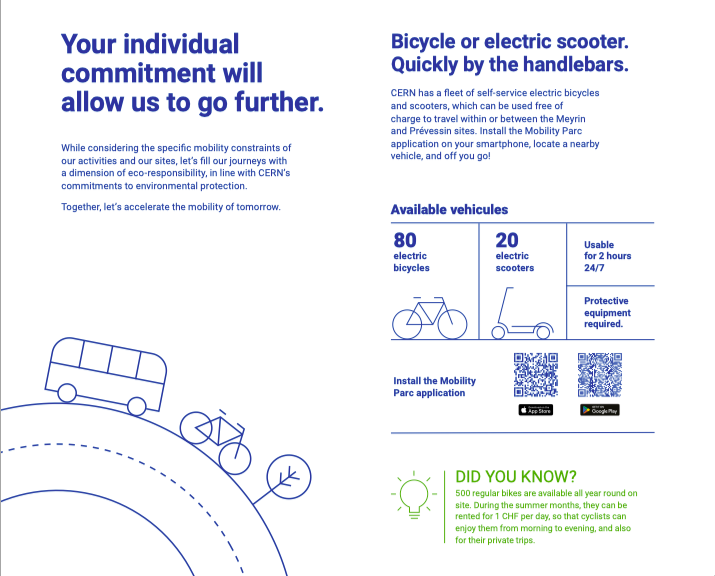 Your individual
commitment will
allow us to go further.
While considering the specific mobility constraints of
our activities and our sites, let's fill our journeys with
a dimension of eco-responsibility, in line with CERN's
commitments to environmental protection.
Together, let's accelerate the mobility of tomorrow.
Bicycle or electric scooter.
Quickly by the handlebars.
CERN has a fleet of self-service electric bicycles
and scooters, which can be used free of
charge to travel within or between the Meyrin
and Prévessin sites. Install the Mobility Parc
application on your smartphone, locate a nearby
vehicle, and off you go!
Available vehicules
80
electric
bicycles
20
electric
scooters
Usable
for 2 hours
24/7
Protective
equipment
required.
Install the Mobility
Parc application
App Store
Google Play
DID YOU KNOW?
500 regular bikes are available all year round on
site. During the summer months, they can be
rented for 1 CHF per day, so that cyclists can
enjoy them from morning to evening, and also
for their private trips.